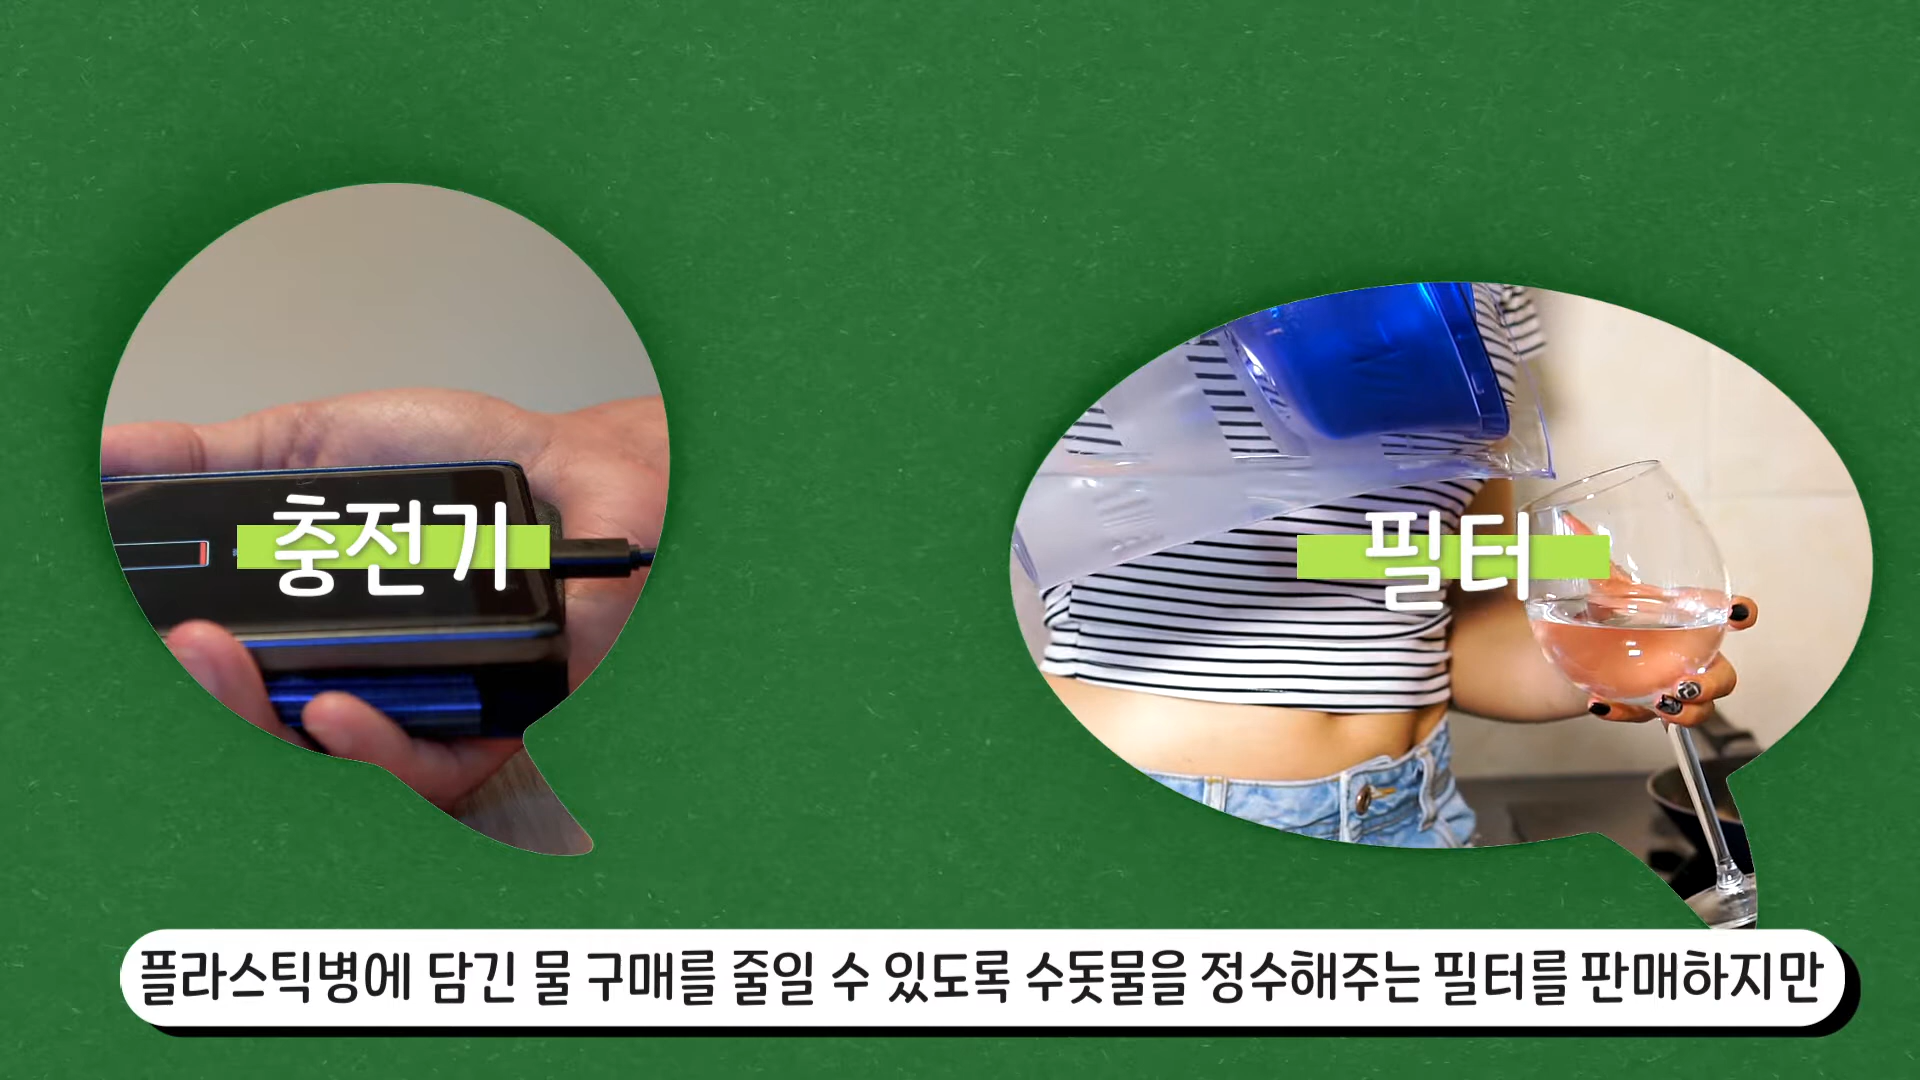 충전기
필터
플라스틱병에 담긴 물 구매를 줄일 수 있도록 수돗물을 정수해주는 필터를 판매하지만